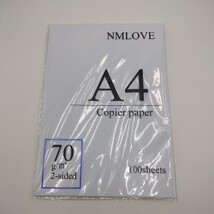 NMLOVE
A4
Copier paper
70
g/m²
2-sided
100sheets